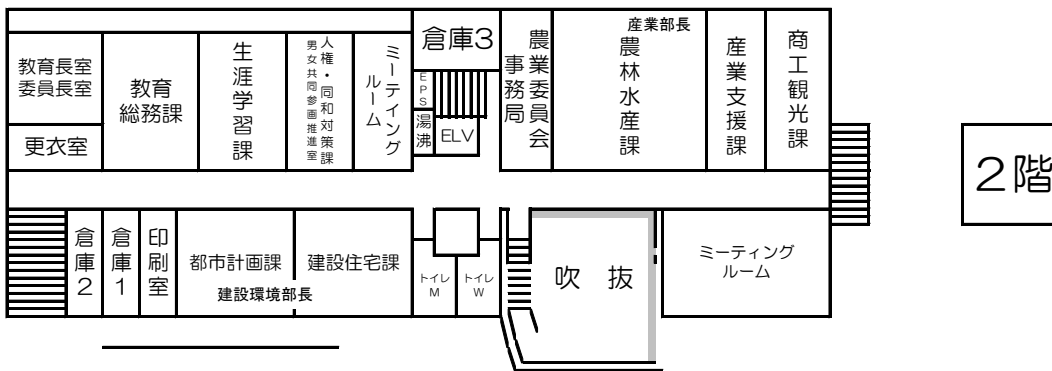 教育長室
委員長室
更衣室
教育
総務課
生涯学習課
人権・同和対策課
男女共同参画推進室
ミーティング
ルーム
倉庫3
EPS
湯沸
ELV
農業委員会
事務局
産業部長
農林水産課
産業支援課
商工観光課
2階
倉庫2
倉庫1
印刷室
都市計画課
建設住宅課
建設環境部長
トイレ
M
トイレ
W
吹抜
ミーティング
ルーム